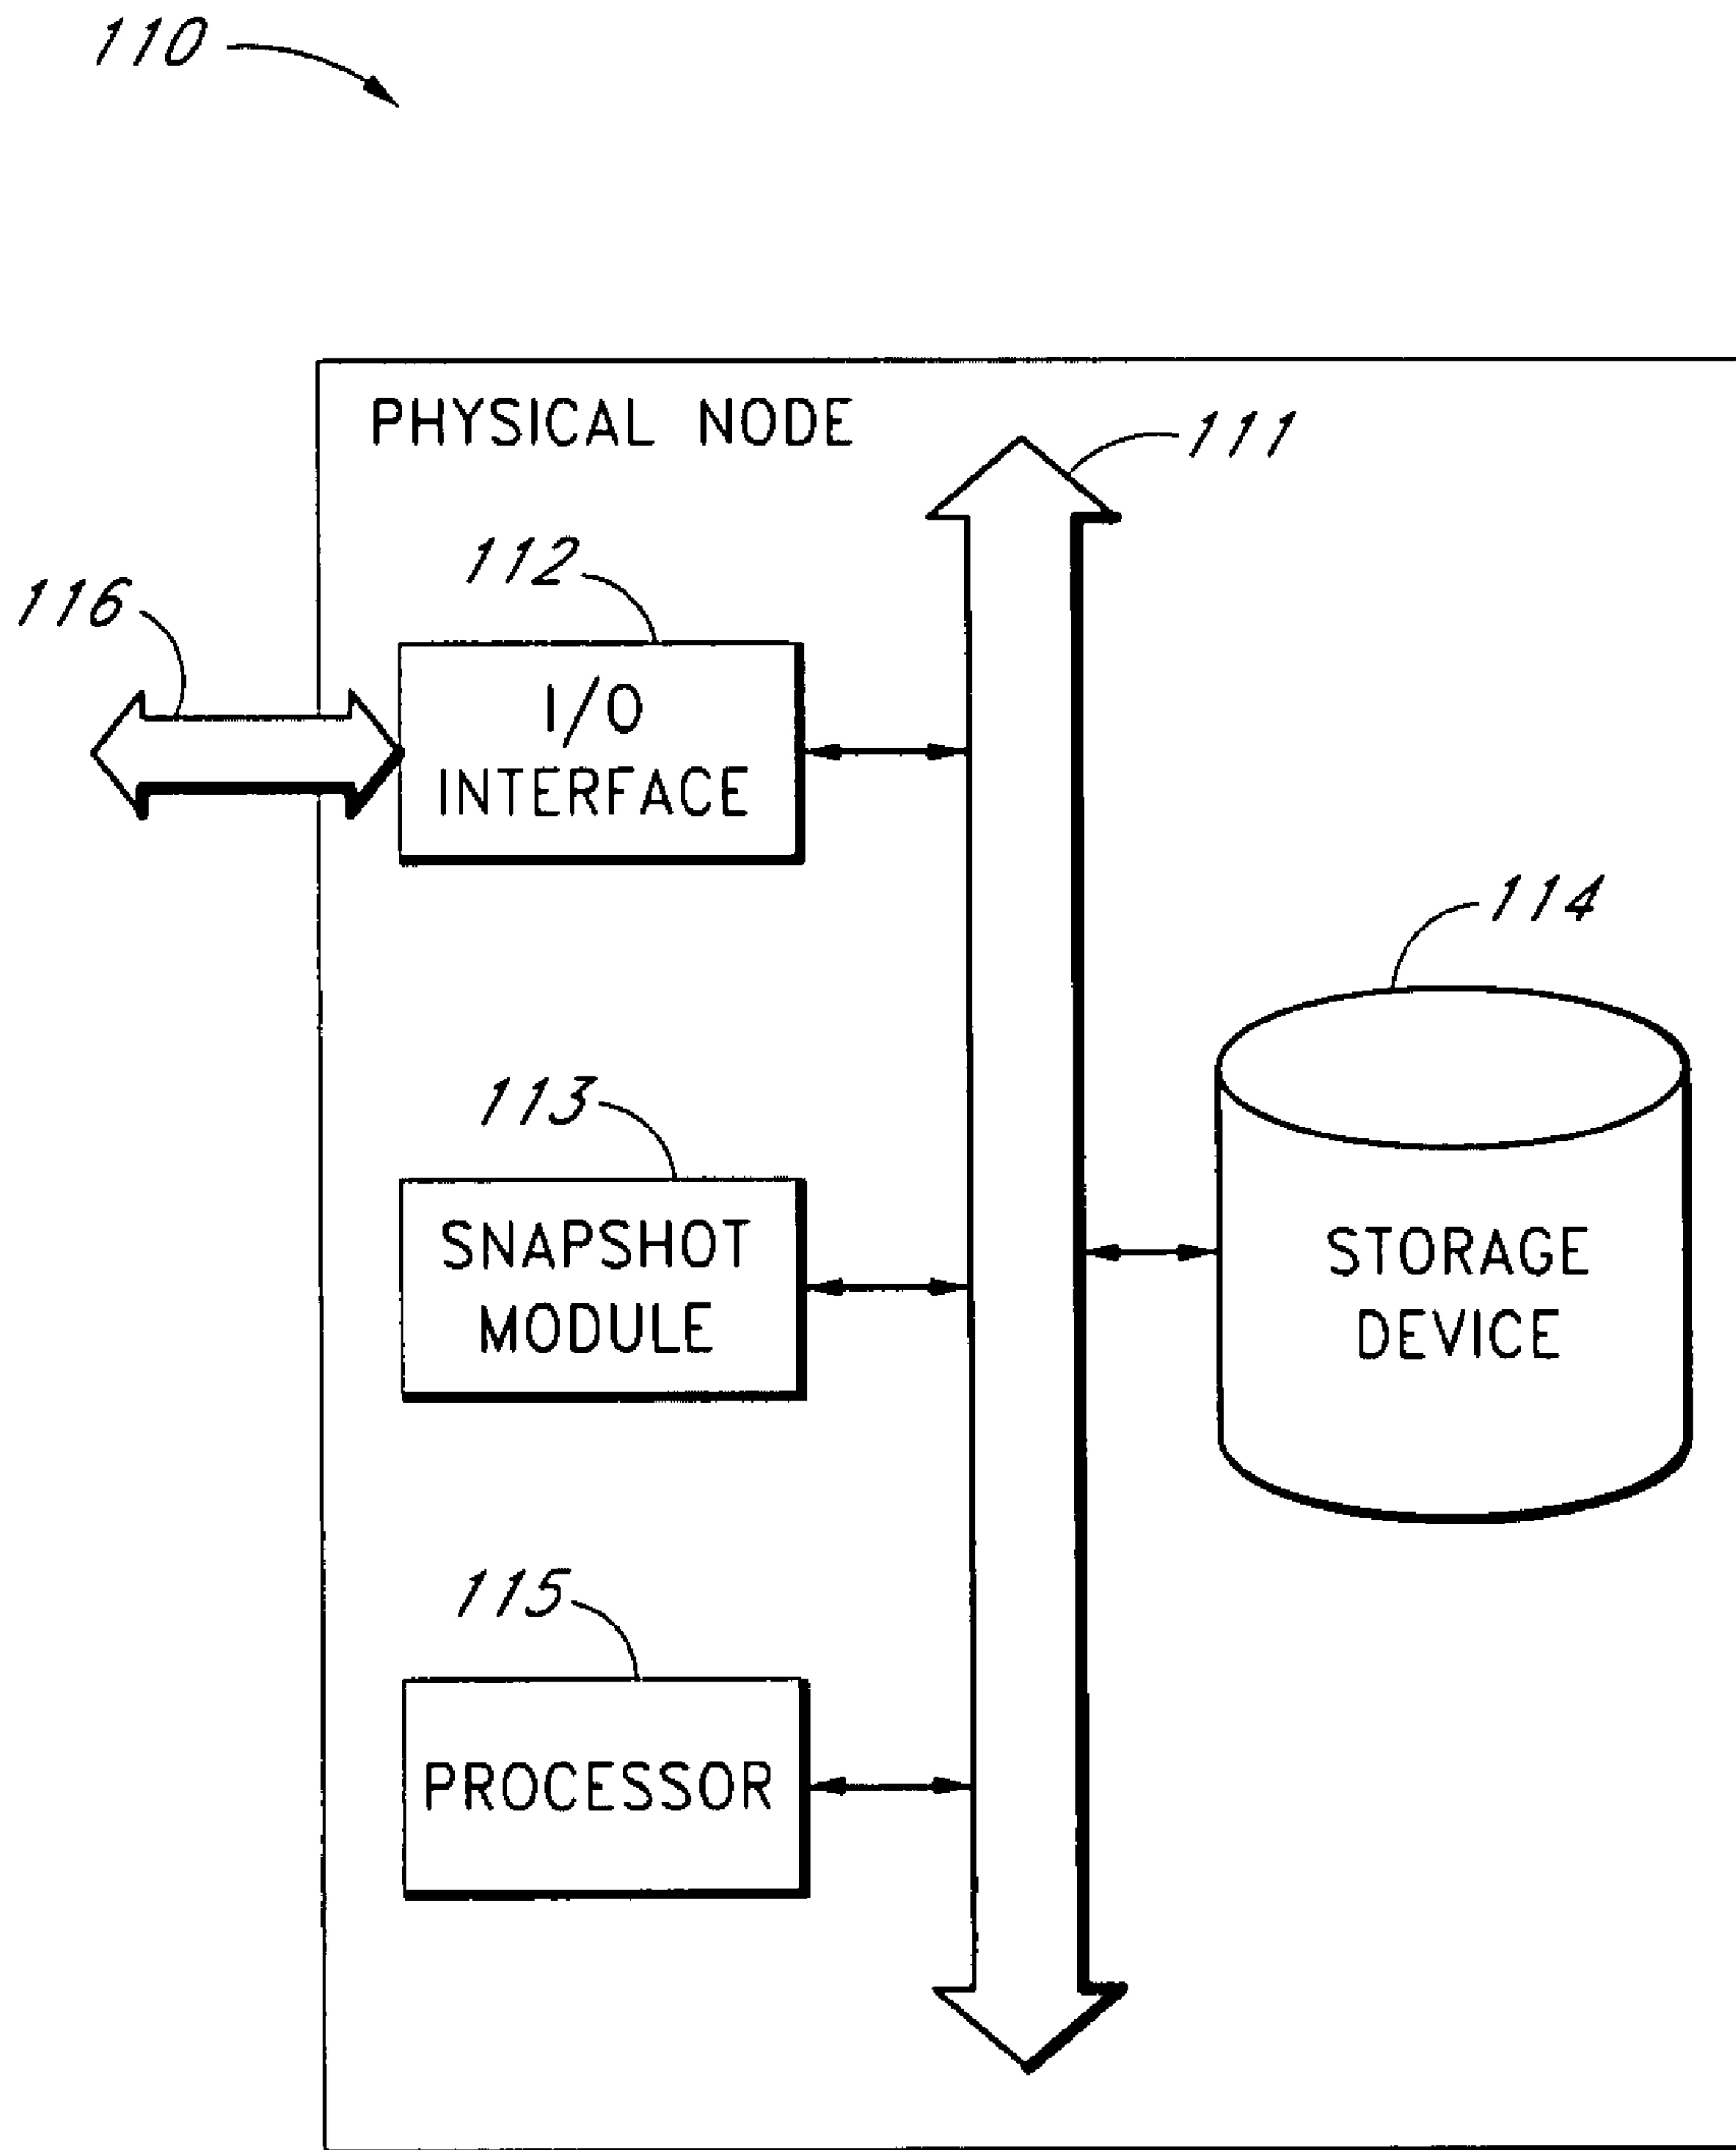 110
PHYSICAL NODE
111
112
116
I/O
INTERFACE
114
113
SNAPSHOT
MODULE
STORAGE
DEVICE
115
PROCESSOR